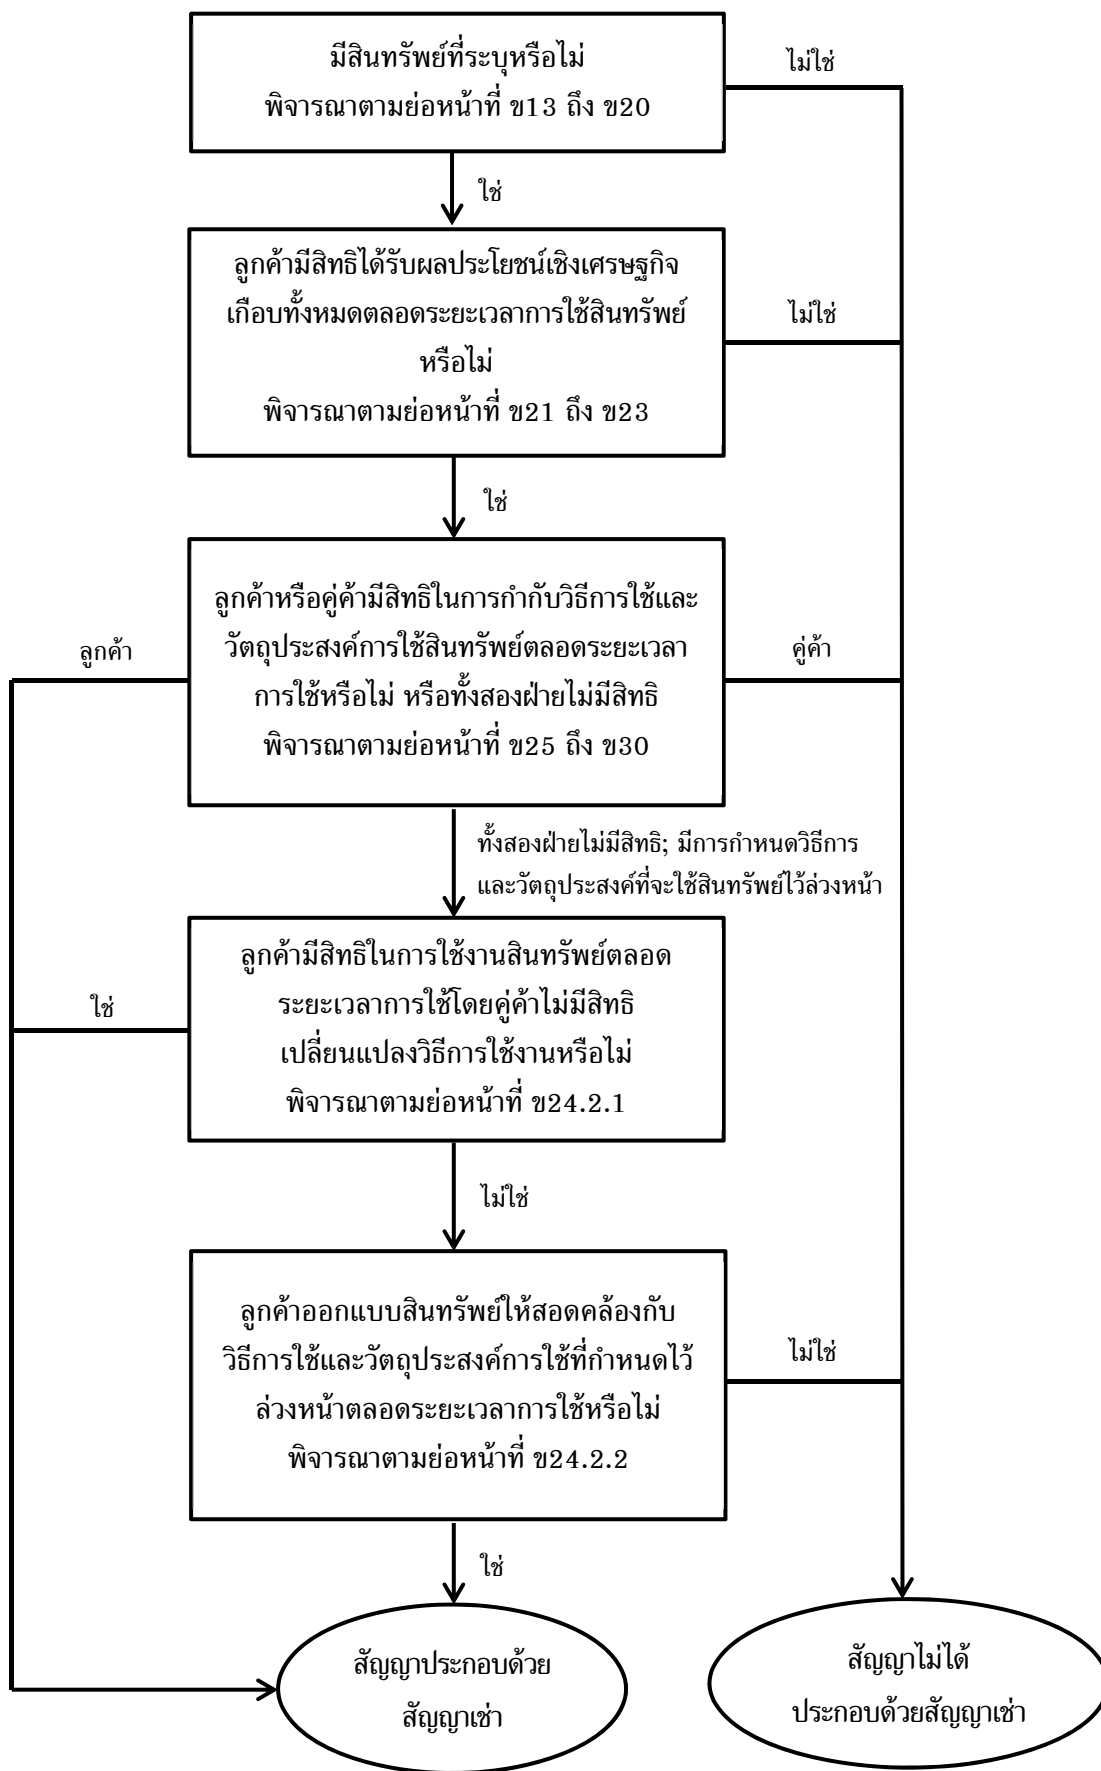 มีสินทรัพย์ที่ระบุหรือไม่
พิจารณาตามย่อหน้าที่ ข13 ถึง ข20
ไม่ใช่
ใช่
ลูกค้ามีสิทธิได้รับผลประโยชน์เชิงเศรษฐกิจ
เกือบทั้งหมดตลอดระยะเวลาการใช้สินทรัพย์
หรือไม่
พิจารณาตามย่อหน้าที่ ข21 ถึง ข23
ไม่ใช่
ใช่
ลูกค้าหรือคู่ค้ามีสิทธิในการกำกับวิธีการใช้และ
วัตถุประสงค์การใช้สินทรัพย์ตลอดระยะเวลา
การใช้หรือไม่ หรือทั้งสองฝ่ายไม่มีสิทธิ
พิจารณาตามย่อหน้าที่ ข25 ถึง ข30
ลูกค้า
คู่ค้า
ทั้งสองฝ่ายไม่มีสิทธิ; มีการกำหนดวิธีการ
และวัตถุประสงค์ที่จะใช้สินทรัพย์ไว้ล่วงหน้า
ลูกค้ามีสิทธิในการใช้งานสินทรัพย์ตลอด
ระยะเวลาการใช้โดยคู่ค้าไม่มีสิทธิ
เปลี่ยนแปลงวิธีการใช้งานหรือไม่
พิจารณาตามย่อหน้าที่ ข24.2.1
ใช่
ไม่ใช่
ลูกค้าออกแบบสินทรัพย์ให้สอดคล้องกับ
วิธีการใช้และวัตถุประสงค์การใช้ที่กำหนดไว้
ล่วงหน้าตลอดระยะเวลาการใช้หรือไม่
พิจารณาตามย่อหน้าที่ ข24.2.2
ไม่ใช่
ใช่
สัญญาประกอบด้วย
สัญญาเช่า
สัญญาไม่ได้
ประกอบด้วยสัญญาเช่า